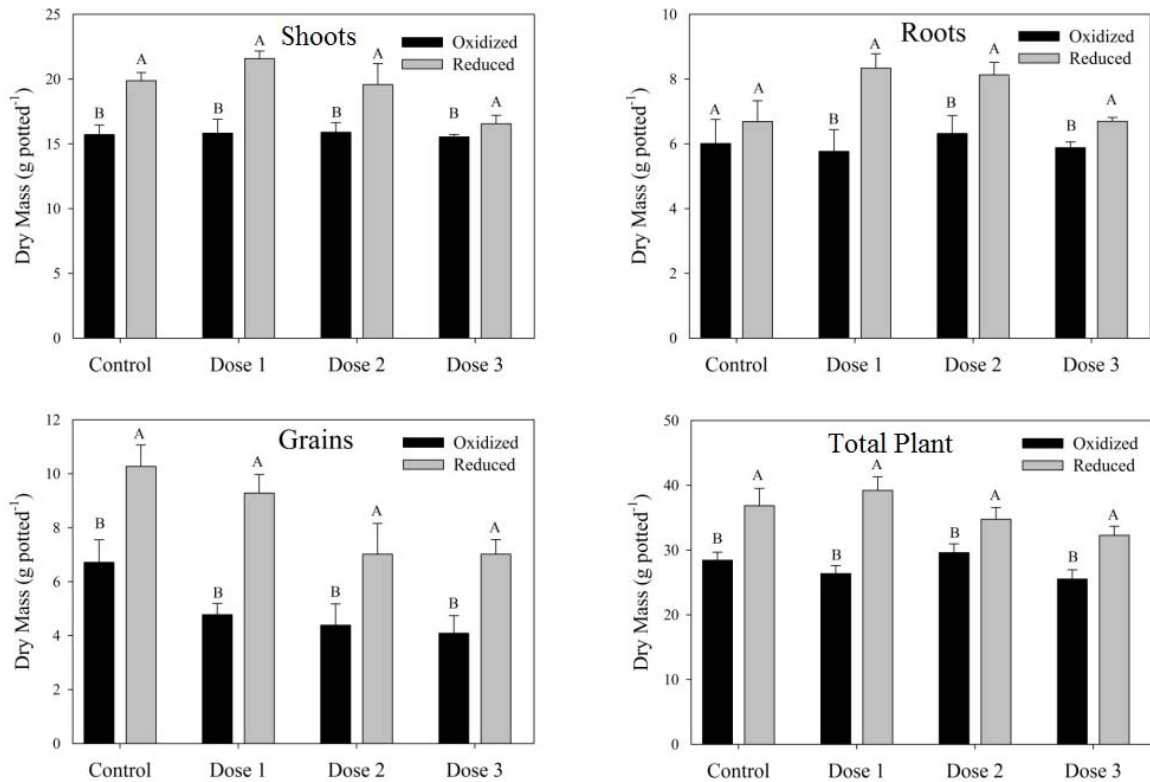 Shoots
Oxidized
Reduced
Dry Mass (g potted⁻¹)
25
20
15
10
5
0
B A B A B A B A
Control Dose 1 Dose 2 Dose 3
Roots
Oxidized
Reduced
Dry Mass (g potted⁻¹)
10
8
6
4
2
0
A A B A B A B A
Control Dose 1 Dose 2 Dose 3
Grains
Oxidized
Reduced
Dry Mass (g potted⁻¹)
12
10
8
6
4
2
0
B A B A B A B A
Control Dose 1 Dose 2 Dose 3
Total Plant
Oxidized
Reduced
Dry Mass (g potted⁻¹)
50
40
30
20
10
0
B A B A B A B A
Control Dose 1 Dose 2 Dose 3